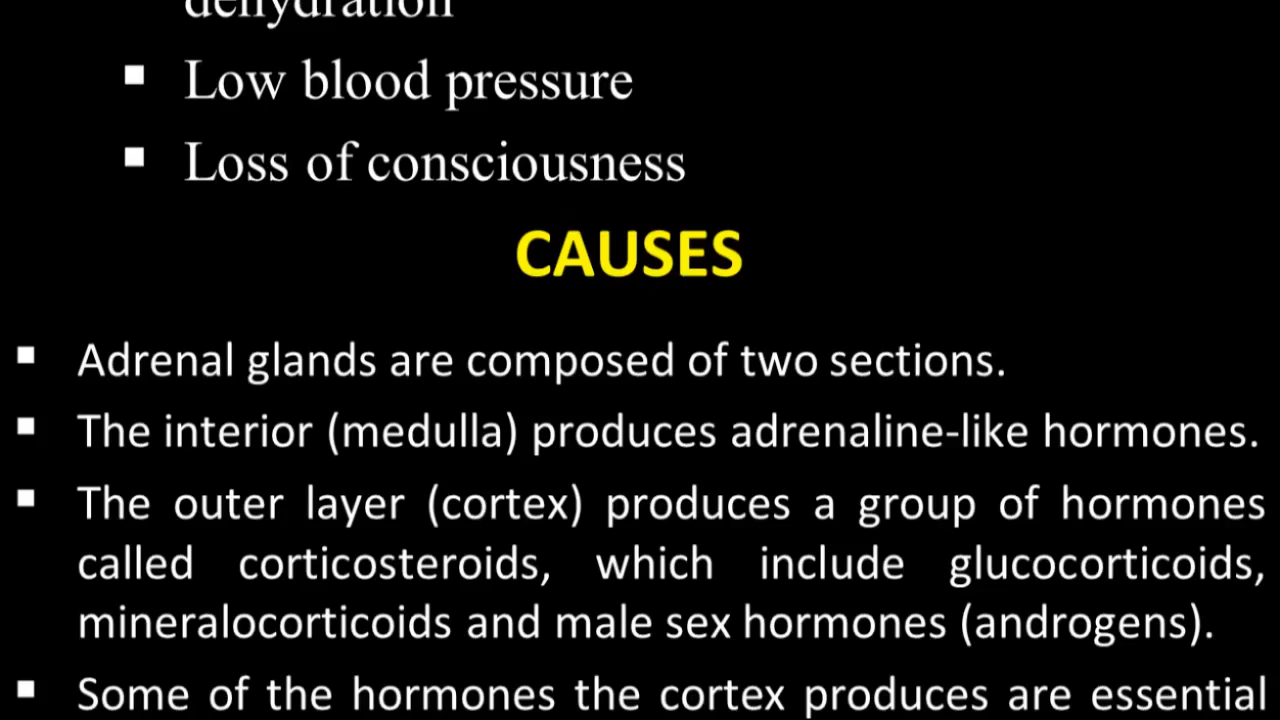 dehydration
▪ Low blood pressure
▪ Loss of consciousness
CAUSES
▪ Adrenal glands are composed of two sections.
▪ The interior (medulla) produces adrenaline-like hormones.
▪ The outer layer (cortex) produces a group of hormones
called corticosteroids, which include glucocorticoids,
mineralocorticoids and male sex hormones (androgens).
▪ Some of the hormones the cortex produces are essential